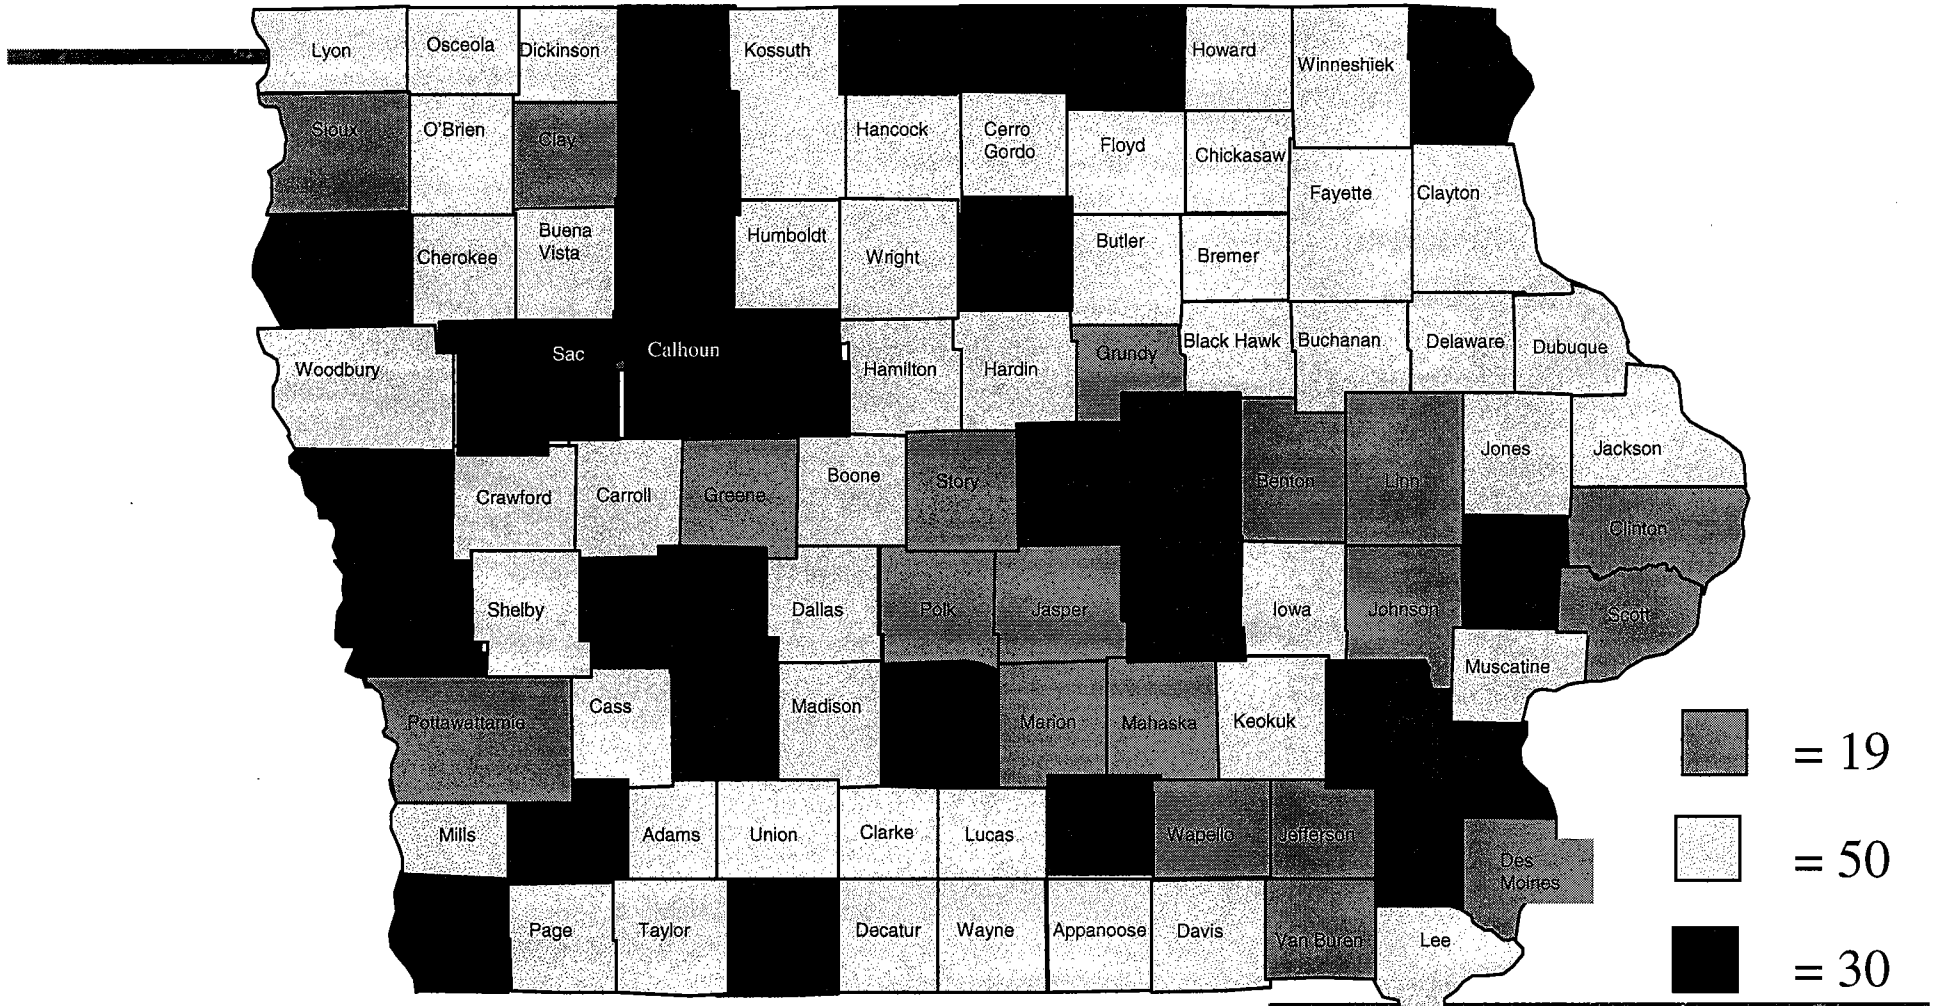 Lyon
Osceola
Dickinson
Kossuth
Howard
Winneshiek
Sioux
O'Brien
Clay
Hancock
Cerro
Gordo
Floyd
Chickasaw
Fayette
Clayton
Cherokee
Buena
Vista
Humboldt
Wright
Butler
Bremer
Woodbury
Sac
Calhoun
Hamilton
Hardin
Grundy
Black Hawk
Buchanan
Delaware
Dubuque
Crawford
Carroll
Greene
Boone
Story
Benton
Linn
Jones
Jackson
Clinton
Shelby
Dallas
Polk
Jasper
Iowa
Johnson
Scott
Muscatine
Pottawattamie
Cass
Madison
Marion
Mahaska
Keokuk
= 19
Mills
Adams
Union
Clarke
Lucas
Wapello
Jefferson
Des
Moines
= 50
Page
Taylor
Decatur
Wayne
Appanoose
Davis
Van Buren
Lee
= 30